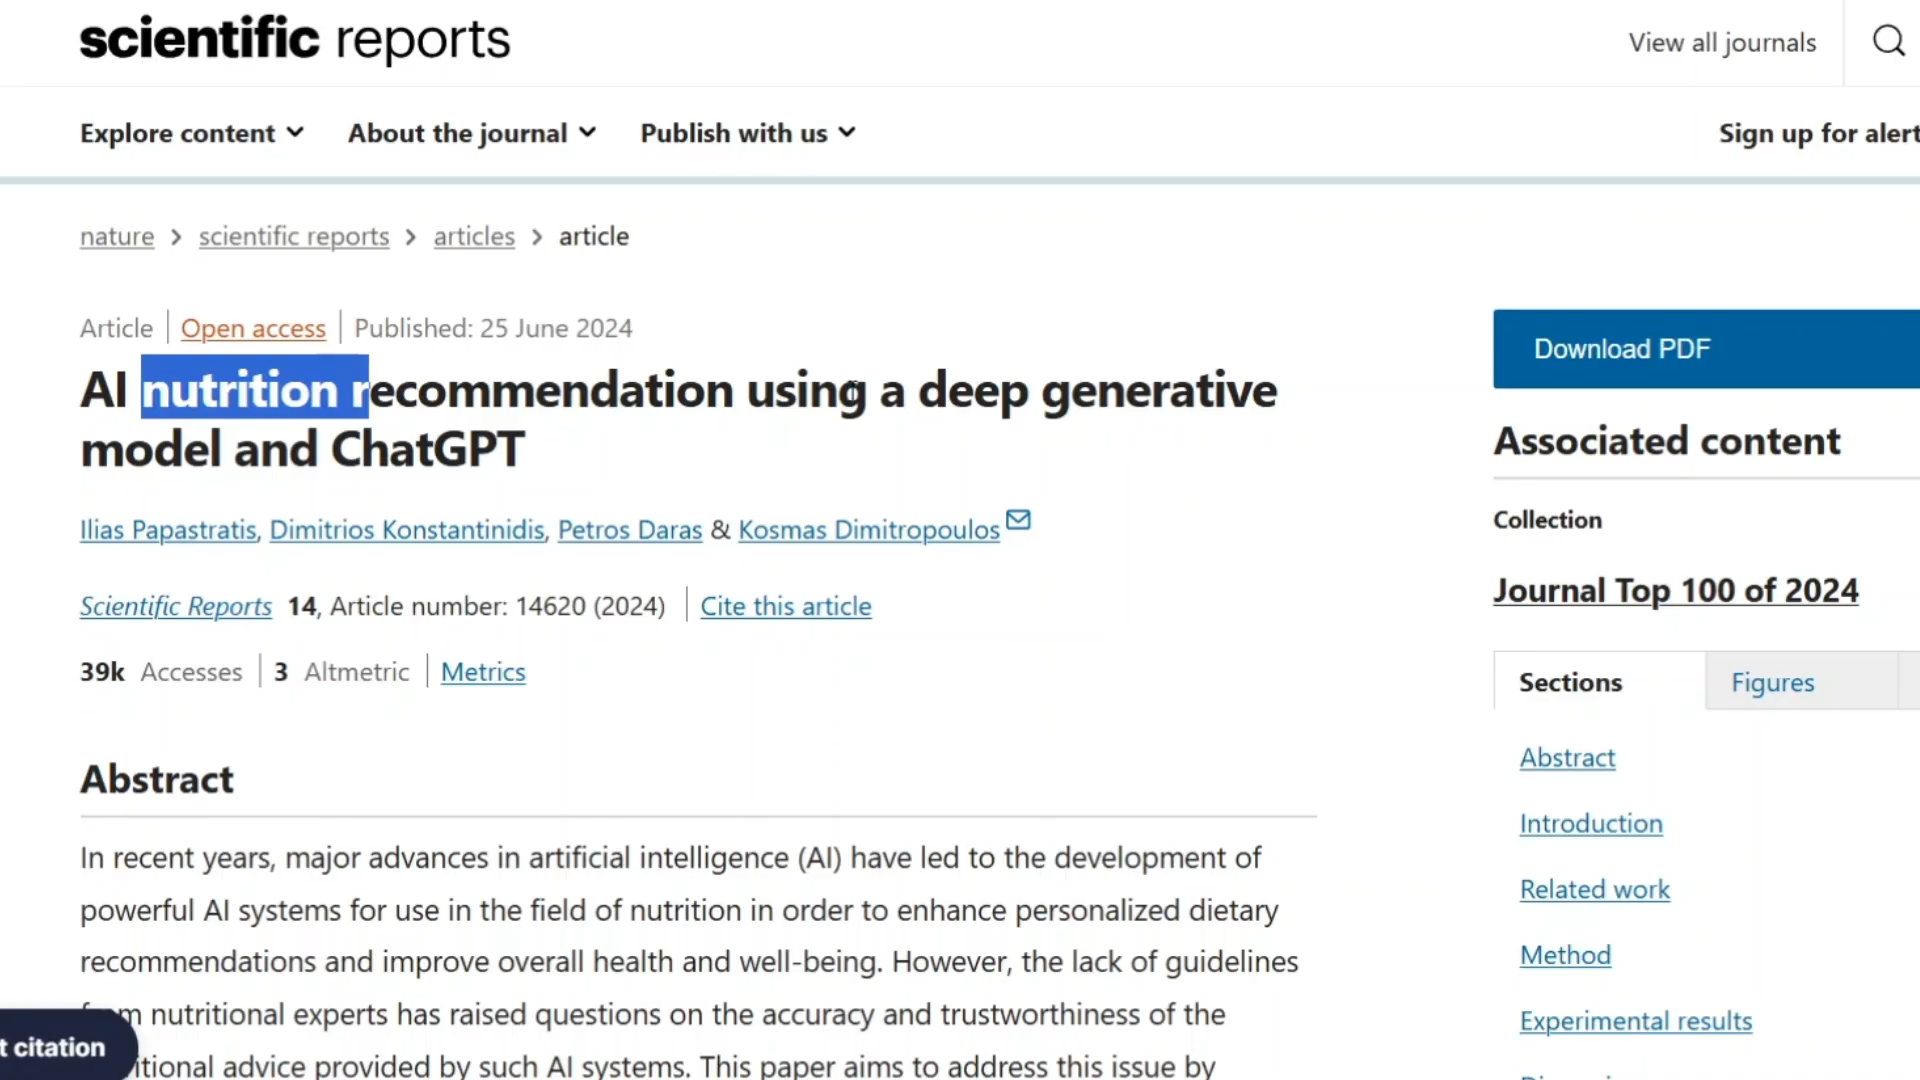 scientific reports
View all journals
Explore content
About the journal
Publish with us
Sign up for alert
nature > scientific reports > articles > article
Article | Open access | Published: 25 June 2024
AI nutrition recommendation using a deep generative
model and ChatGPT
Ilias Papastratis, Dimitrios Konstantinidis, Petros Daras & Kosmas Dimitropoulos
Scientific Reports 14, Article number: 14620 (2024) | Cite this article
39k Accesses | 3 Altmetric | Metrics
Abstract
In recent years, major advances in artificial intelligence (AI) have led to the development of
powerful AI systems for use in the field of nutrition in order to enhance personalized dietary
recommendations and improve overall health and well-being. However, the lack of guidelines
nutritional experts has raised questions on the accuracy and trustworthiness of the
advice provided by such AI systems. This paper aims to address this issue by
t citation
Download PDF
Associated content
Collection
Journal Top 100 of 2024
Sections
Figures
Abstract
Introduction
Related work
Method
Experimental results